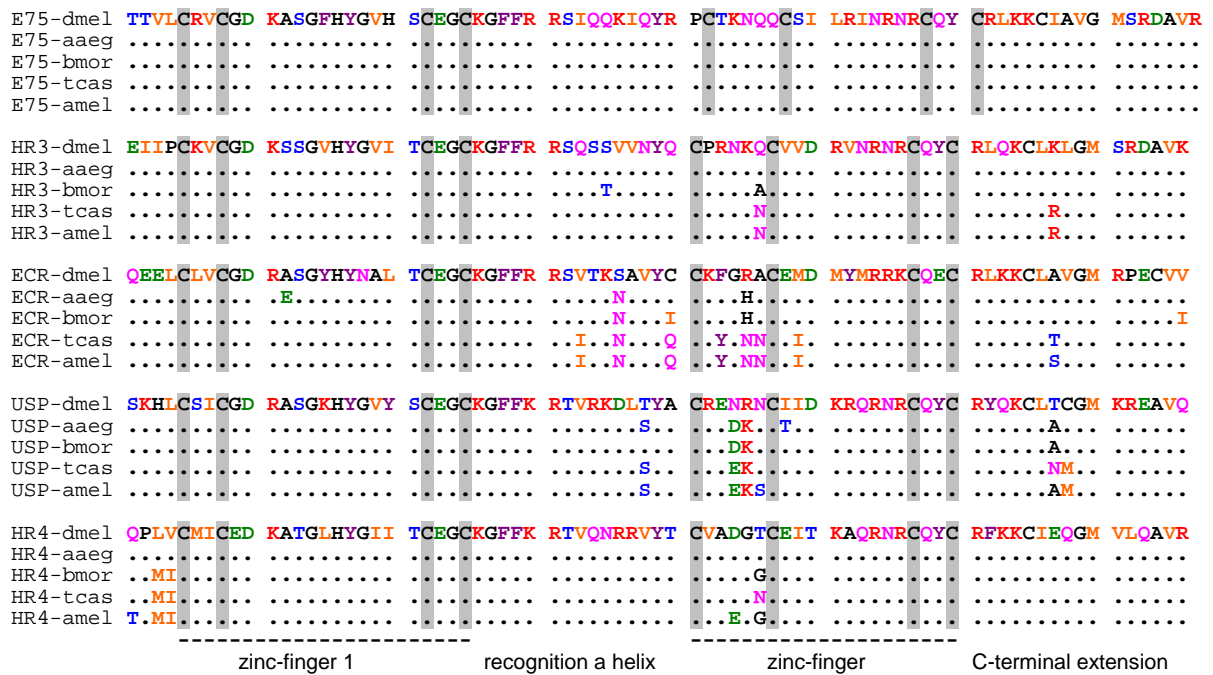 E75-dmel TTVLCRVCGD KASGFHYGVH SCEGCKGFFR RSIQQKIQYR PCTKNQQCSI LRINRNRCQY CRLKKCIAVG MSRDAVR
E75-aaeg .......... .......... .......... .......... .......... .......... .......... .......
E75-bmor .......... .......... .......... .......... .......... .......... .......... .......
E75-tcas .......... .......... .......... .......... .......... .......... .......... .......
E75-amel .......... .......... .......... .......... .......... .......... .......... .......
HR3-dmel EIIPCKVCGD KSSGVHYGVI TCEGCKGFFR RSQSSVVNYQ CPRNKQCVVD RVNRNRCQYC RLQKCLKLGM SRDAVK
HR3-aaeg .......... .......... .......... .......... .......... .......... .......... ......
HR3-bmor .......... .......... .......... ....T..... .....A.... .......... .......... ......
HR3-tcas .......... .......... .......... .......... .....N.... .......... ......R... ......
HR3-amel .......... .......... .......... .......... .....N.... .......... ......R... ......
ECR-dmel QEELCLVCGD RASGYHYNAL TCEGCKGFFR RSVTKSAVYC CKFGRACEMD MYMRRKCQEC RLKKCLAVGM RPECVV
ECR-aaeg .......... .E........ .......... .....N.... ....H..... .......... .......... ......
ECR-bmor .......... .......... .......... .....N...I ....H..... .......... .......... .....I
ECR-tcas .......... .......... .......... ..I..N...Q ..Y.NN..I. .......... ......T... ......
ECR-amel .......... .......... .......... ..I..N...Q ..Y.NN..I. .......... ......S... ......
USP-dmel SKHLCSICGD RASGKHYGVY SCEGCKGFFK RTVRKDLTYA CRENRNCIID KRQRNRCQYC RYQKCLTCGM KREAVQ
USP-aaeg .......... .......... .......... .......S.. ...DK..T.. .......... ......A... ......
USP-bmor .......... .......... .......... .......... ...DK..... .......... ......A... ......
USP-tcas .......... .......... .......... .......S.. ...EK..... .......... ......NM.. ......
USP-amel .......... .......... .......... .......S.. ...EKS.... .......... ......AM.. ......
HR4-dmel QPLVCMICED KATGLHYGII TCEGCKGFFK RTVQNRRVYT CVADGTCEIT KAQRNRCQYC RFKKCIEQGM VLQAVR
HR4-aaeg .......... .......... .......... .......... .......... .......... .......... ......
HR4-bmor ..MI...... .......... .......... .......... .....G.... .......... .......... ......
HR4-tcas ..MI...... .......... .......... .......... .....N.... .......... .......... ......
HR4-amel T.MI...... .......... .......... .......... ...E.G.... .......... .......... ......
zinc-finger 1 recognition a helix zinc-finger C-terminal extension